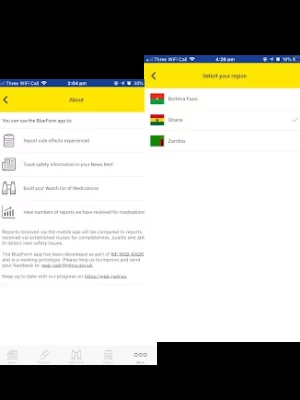 Three WiFi Call
3:04 pm
30%
About
You can use the BlueForm app to:
Report side effects experienced
Track safety information in your News feed
Build your Watch list of Medications
View numbers of reports we have received for medications
Reports received via the mobile app will be compared to reports
received via established routes for completeness, quality and
to detect new safety issues.
The BlueForm app has been developed as part of
and is a working prototype. Please help us to improve and send
your feedback to
Keep up to date with our progress on
Three WiFi Call
4:26 pm
Select your region
Burkina Faso
Ghana
Zambia